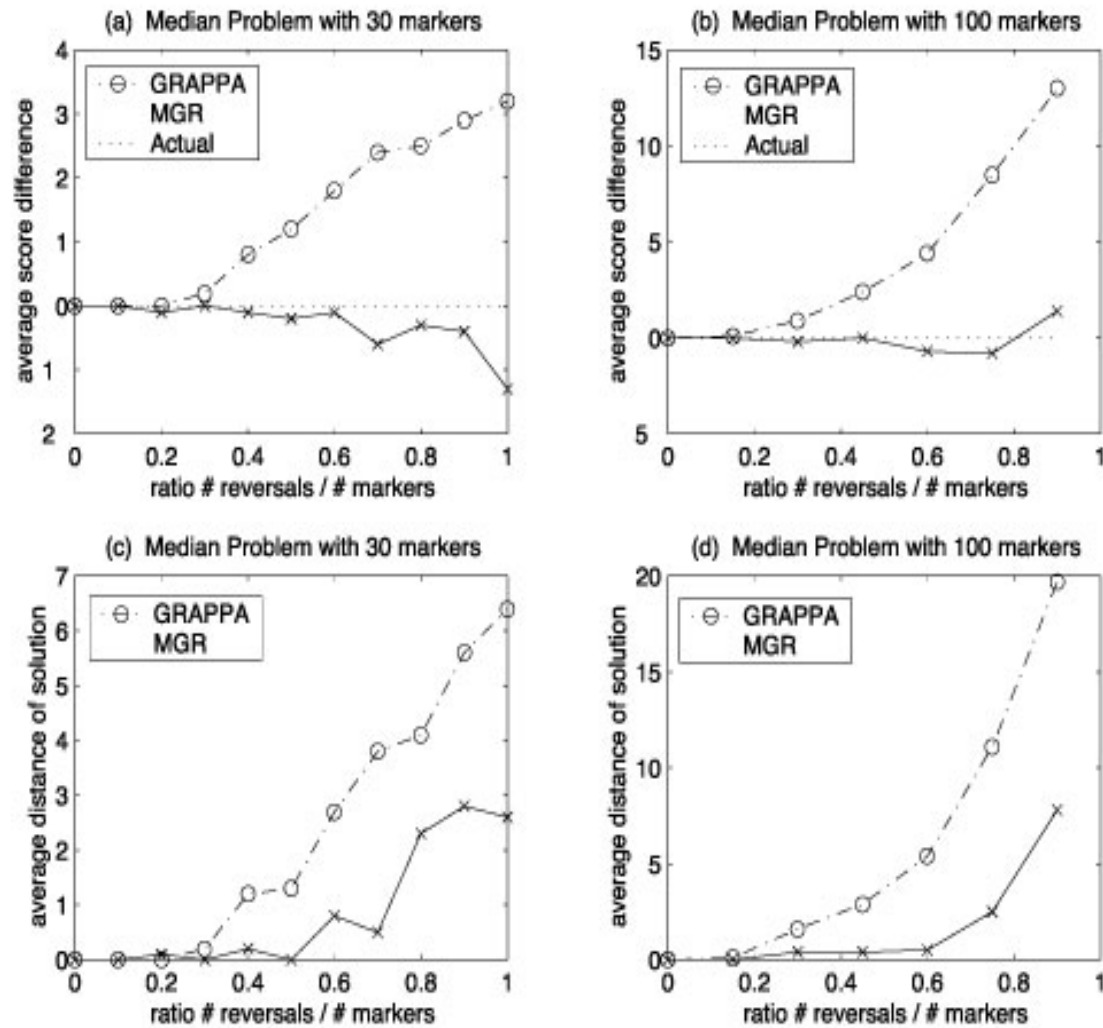 (a) Median Problem with 30 markers
4
3
2
1
0
1
2
average score difference
GRAPPA
MGR
Actual
0
0.2
0.4
0.6
0.8
1
ratio # reversals / # markers
(b) Median Problem with 100 markers
15
10
5
0
5
average score difference
GRAPPA
MGR
Actual
0
0.2
0.4
0.6
0.8
1
ratio # reversals / # markers
(c) Median Problem with 30 markers
7
6
5
4
3
2
1
0
average distance of solution
GRAPPA
MGR
0
0.2
0.4
0.6
0.8
1
ratio # reversals / # markers
(d) Median Problem with 100 markers
20
15
10
5
0
average distance of solution
GRAPPA
MGR
0
0.2
0.4
0.6
0.8
1
ratio # reversals / # markers